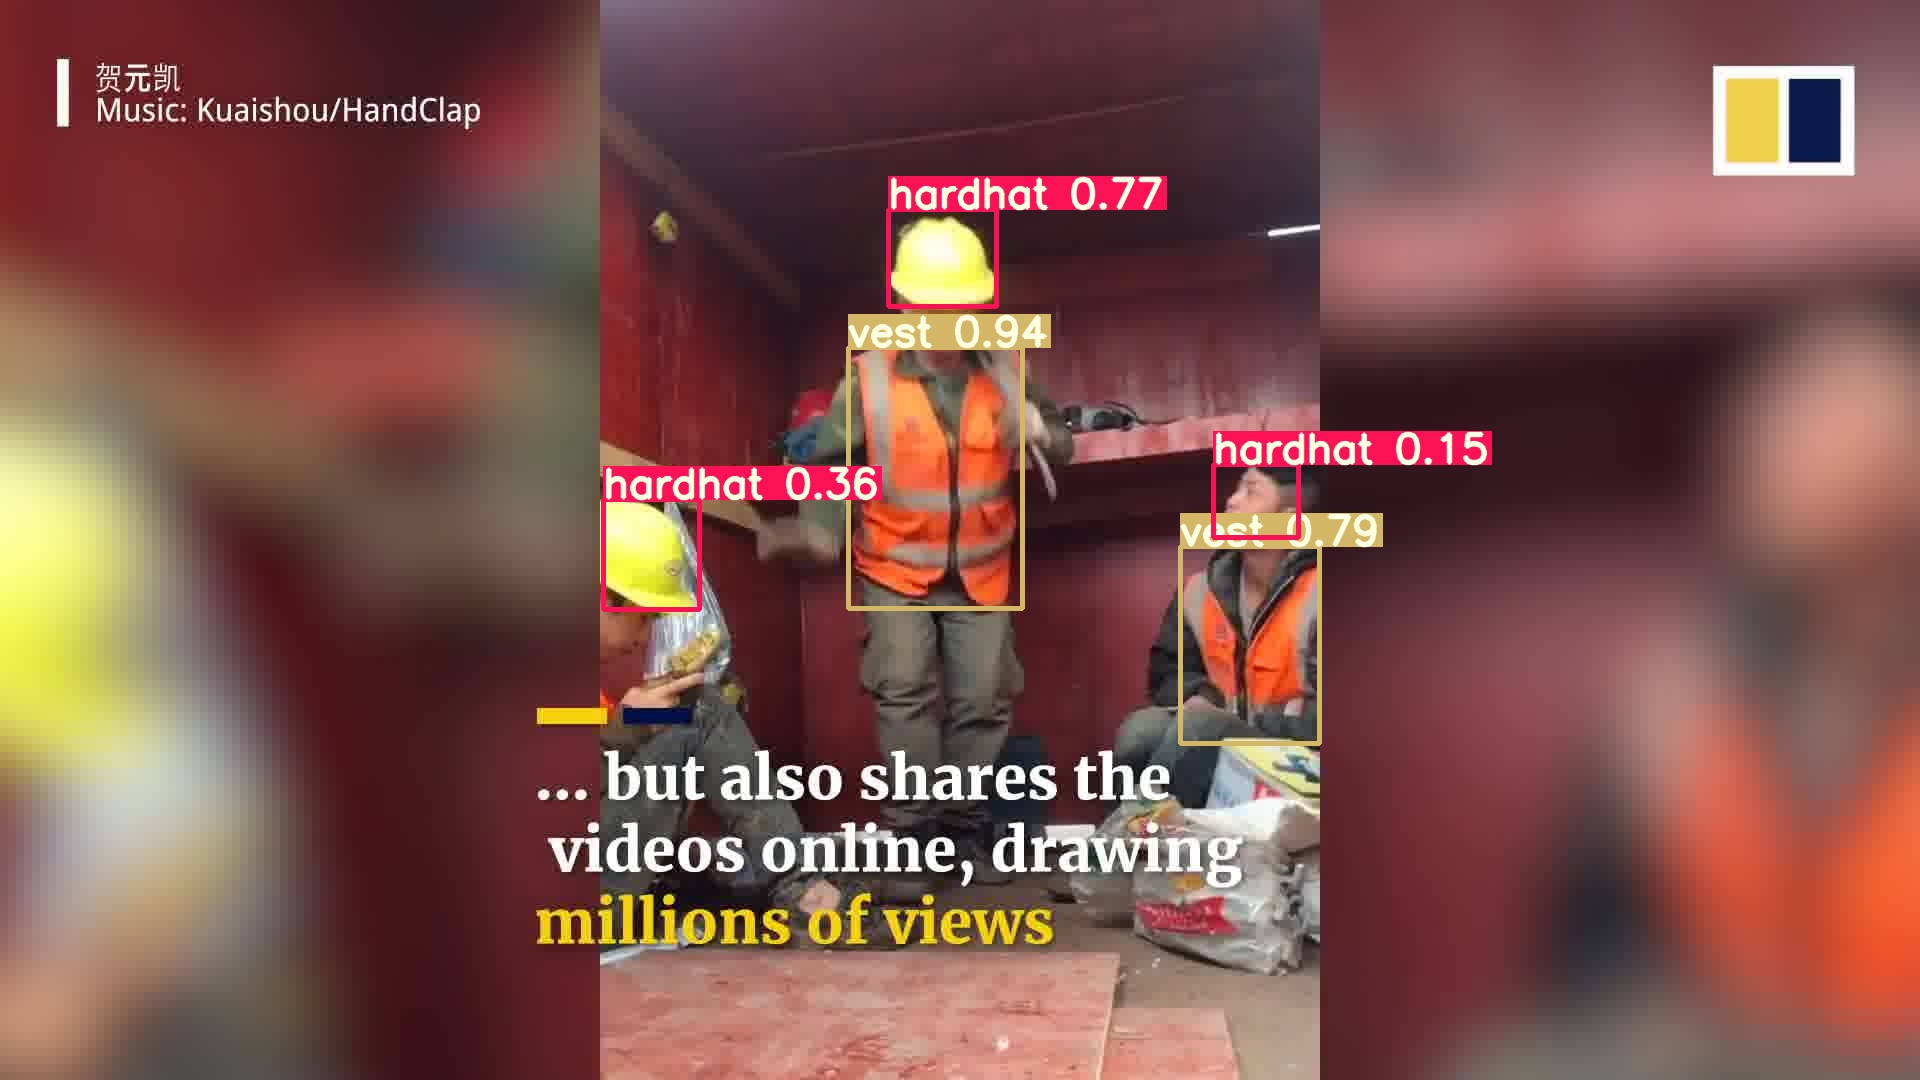 贺元凯
Music: Kuaishou/HandClap
hardhat 0.77
vest 0.94
hardhat 0.15
hardhat 0.36
vest 0.79
... but also shares the
videos online, drawing
millions of views